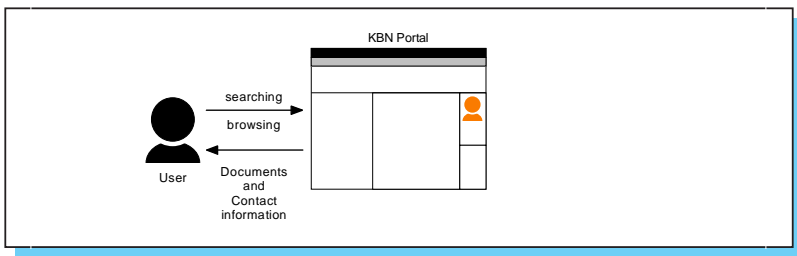 KBN Portal
searching
browsing
User
Documents
and
Contact
information